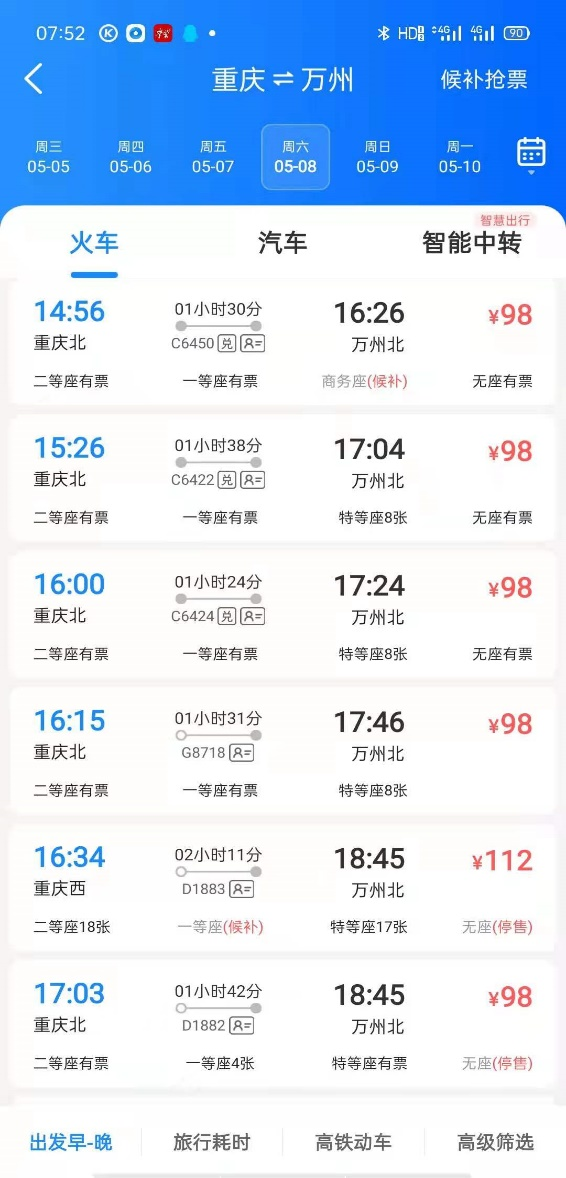 07:52 HD 4G 4G 90
重庆⇌万州 候补抢票
周三 周四 周五 周六 周日 周一
05-05 05-06 05-07 05-08 05-09 05-10
智慧出行
火车 汽车 智能中转
14:56 01小时30分 16:26 ¥98
重庆北 C6450 兑 万州北
二等座有票 一等座有票 商务座(候补) 无座有票
15:26 01小时38分 17:04 ¥98
重庆北 C6422 兑 万州北
二等座有票 一等座有票 特等座8张 无座有票
16:00 01小时24分 17:24 ¥98
重庆北 C6424 兑 万州北
二等座有票 一等座有票 特等座8张 无座有票
16:15 01小时31分 17:46 ¥98
重庆北 G8718 万州北
二等座有票 一等座有票 特等座8张
16:34 02小时11分 18:45 ¥112
重庆西 D1883 万州北
二等座18张 一等座(候补) 特等座17张 无座(停售)
17:03 01小时42分 18:45 ¥98
重庆北 D1882 万州北
二等座有票 一等座4张 特等座有票 无座(停售)
出发早-晚 旅行耗时 高铁动车 高级筛选